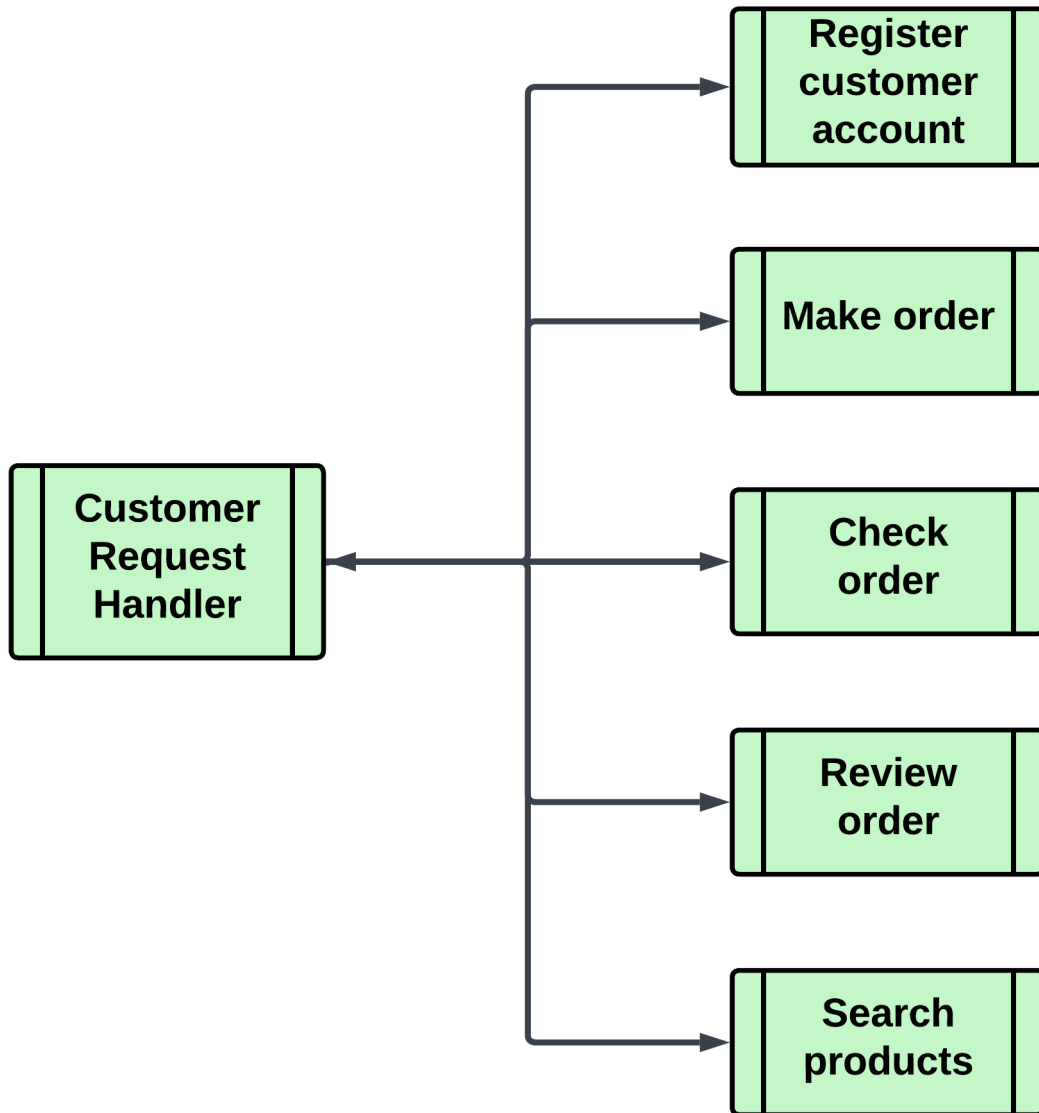 Register
customer
account
Make order
Customer
Request
Handler
Check
order
Review
order
Search
products